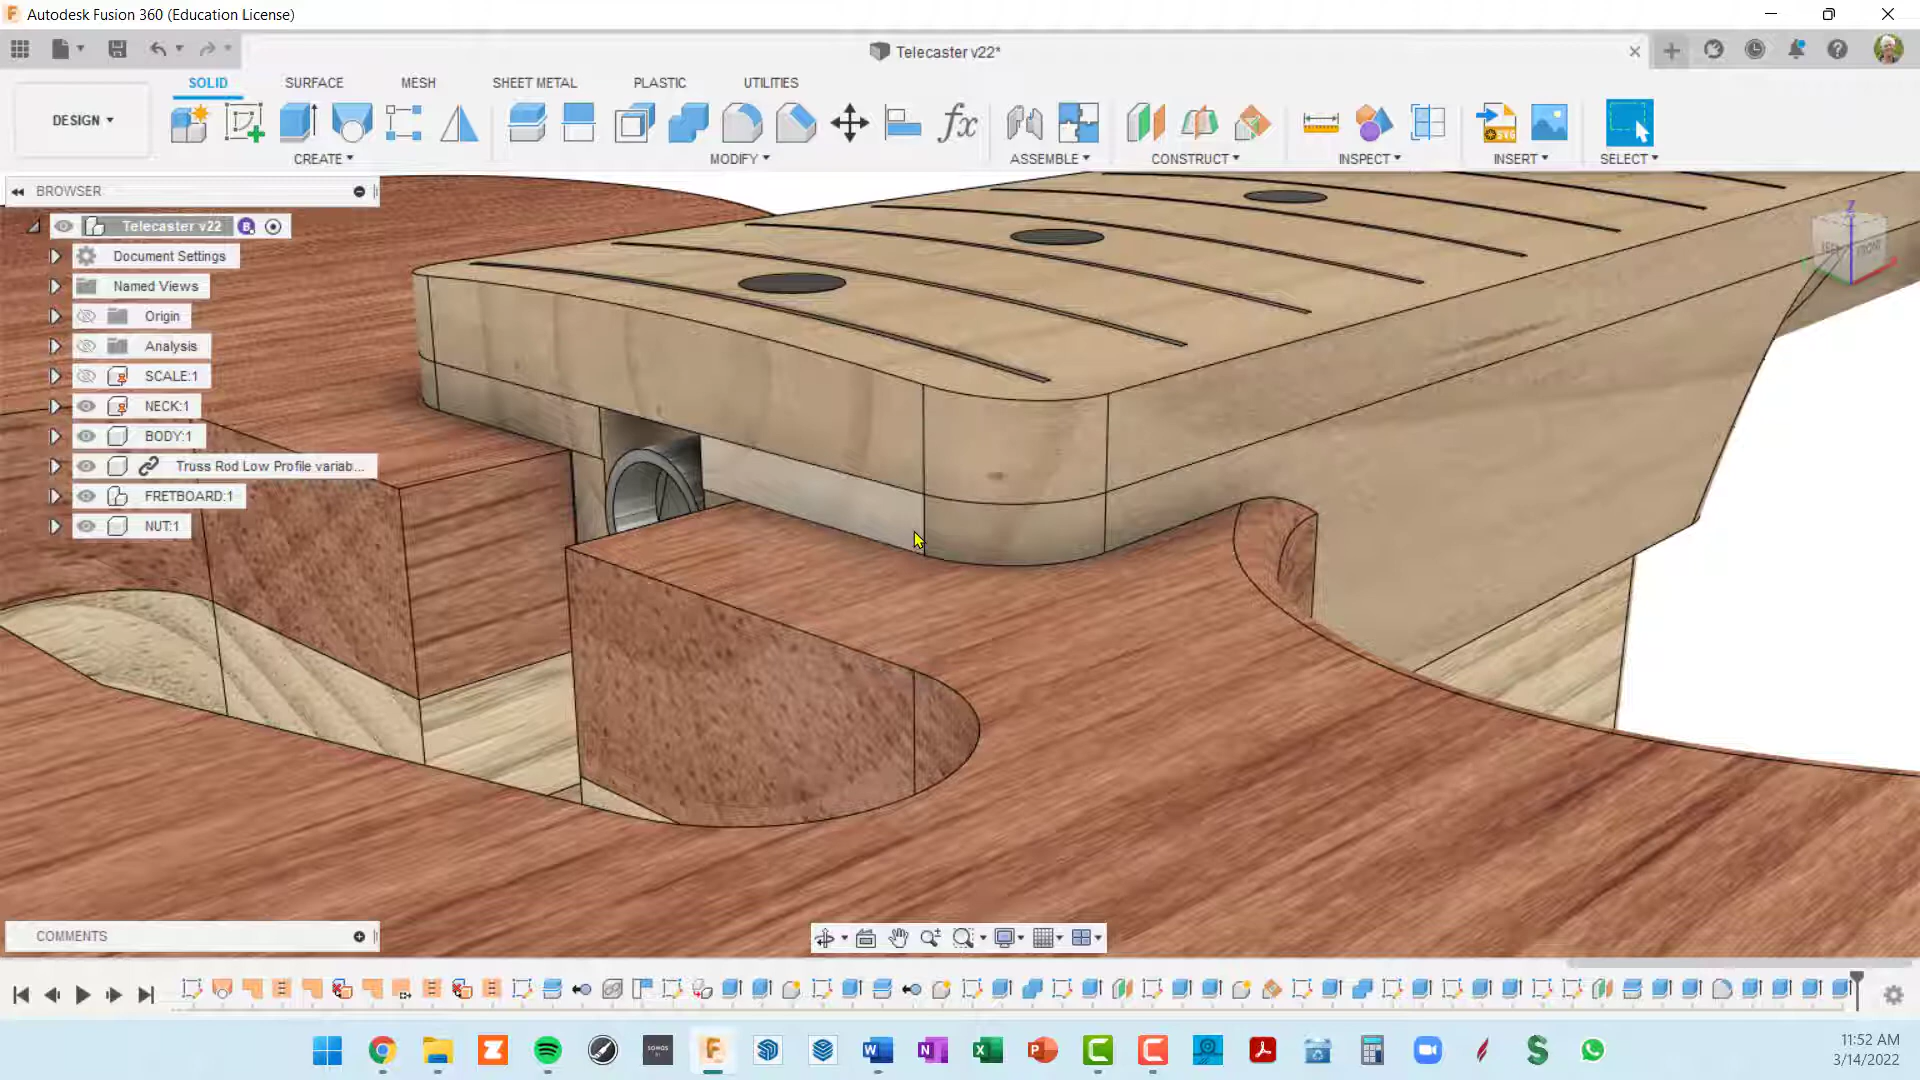 Autodesk Fusion 360 (Education License)
Telecaster v22*
SOLID
SURFACE
MESH
SHEET METAL
PLASTIC
UTILITIES
DESIGN
CREATE
MODIFY
ASSEMBLE
CONSTRUCT
INSPECT
INSERT
SELECT
BROWSER
Telecaster v22
Document Settings
Named Views
Origin
Analysis
SCALE:1
NECK:1
BODY:1
Truss Rod Low Profile variab...
FRETBOARD:1
NUT:1
Z
FRONT
COMMENTS
SONOS
11:52 AM
3/14/2022